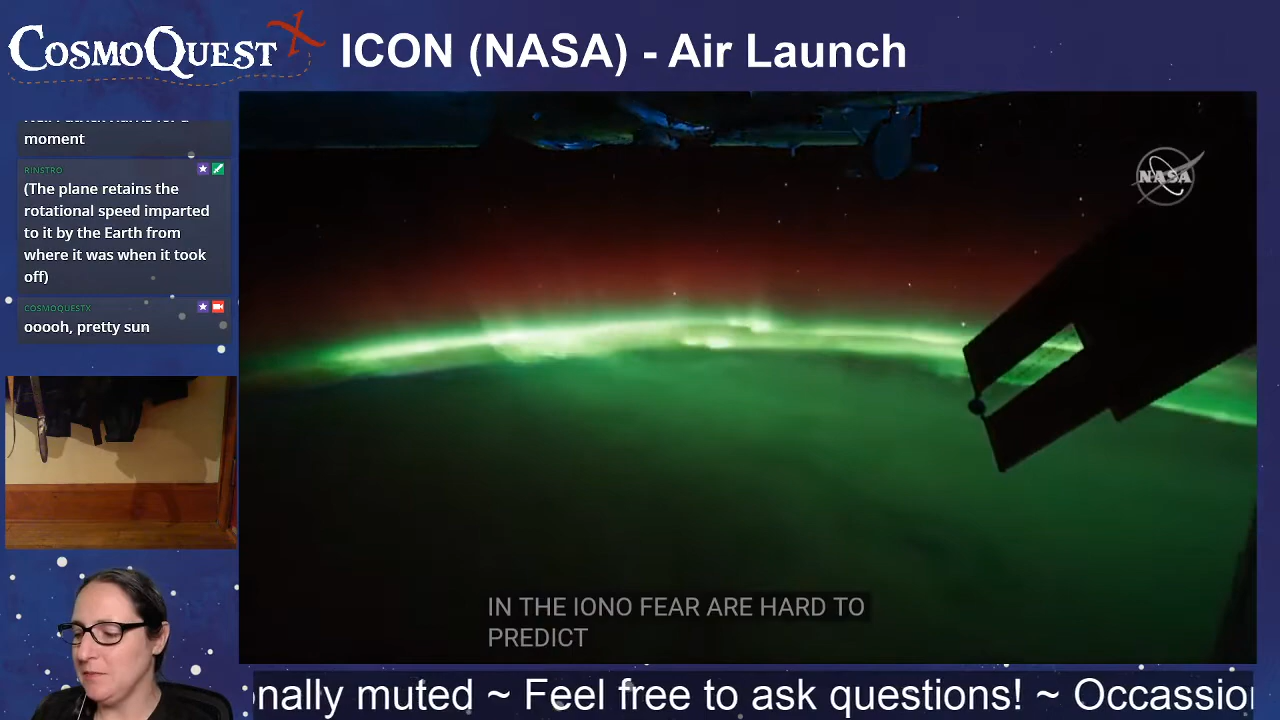 COSMOQUEST X
ICON (NASA) - Air Launch
moment
RINSTRO
(The plane retains the
rotational speed imparted
to it by the Earth from
where it was when it took
off)
COSMOQUESTX
ooooh, pretty sun
NASA
IN THE IONO FEAR ARE HARD TO
PREDICT
onally muted ~ Feel free to ask questions! ~ Occassion